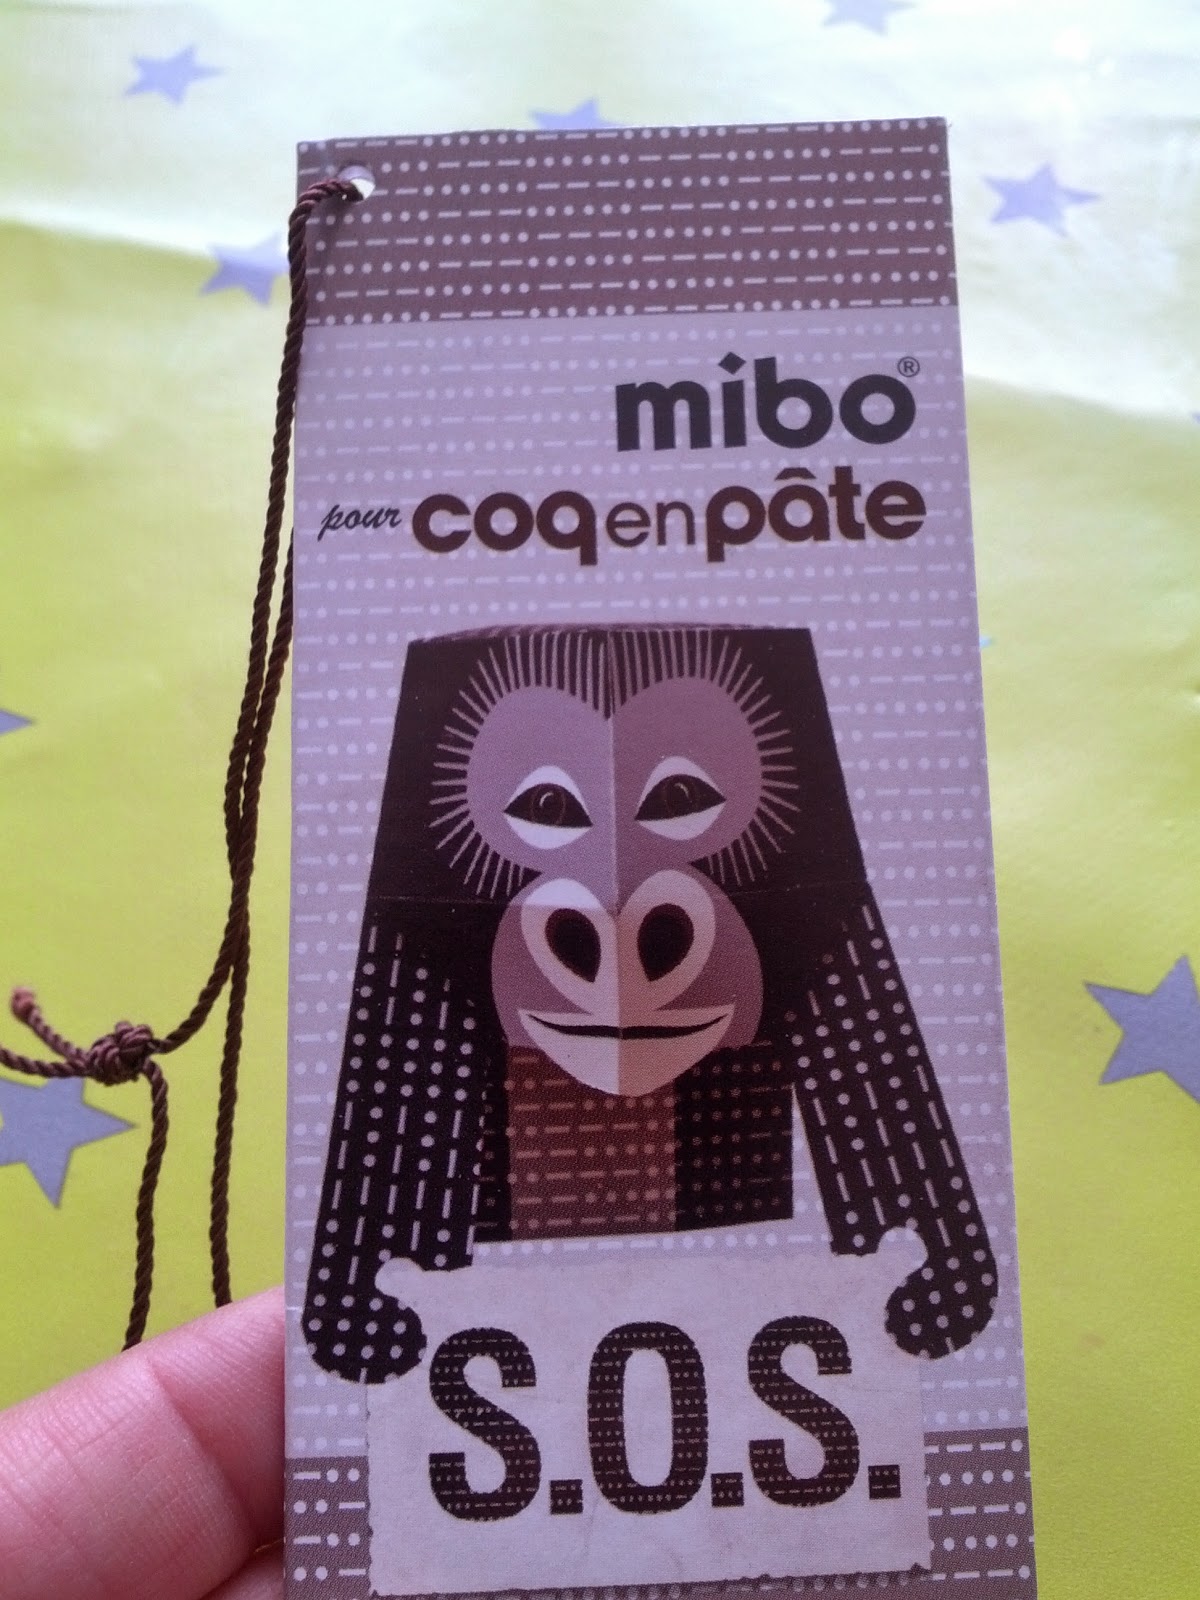 mibo®
pour coq en pâte
S.O.S.